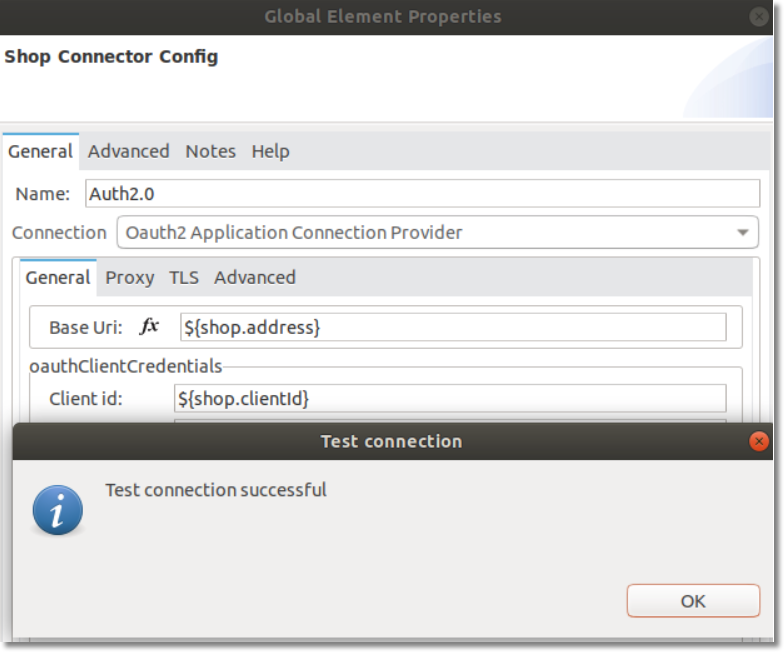 Global Element Properties
Shop Connector Config
General Advanced Notes Help
Name: Auth2.0
Connection Oauth2 Application Connection Provider
General Proxy TLS Advanced
Base Uri: fx ${shop.address}
oauthClientCredentials
Client id: ${shop.clientId}
Test connection
Test connection successful
OK